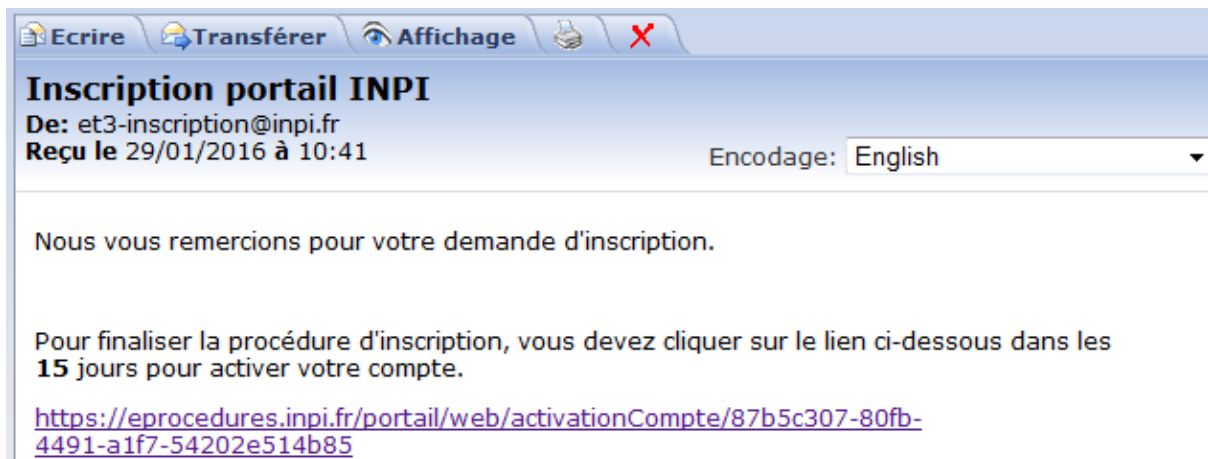 Ecrire Transférer Affichage
Inscription portail INPI
De: et3-inscription@inpi.fr
Reçu le 29/01/2016 à 10:41
Encodage: English
Nous vous remercions pour votre demande d'inscription.
Pour finaliser la procédure d'inscription, vous devez cliquer sur le lien ci-dessous dans les
15 jours pour activer votre compte.
https://eprocedures.inpi.fr/portail/web/activationCompte/87b5c307-80fb-
4491-a1f7-54202e514b85